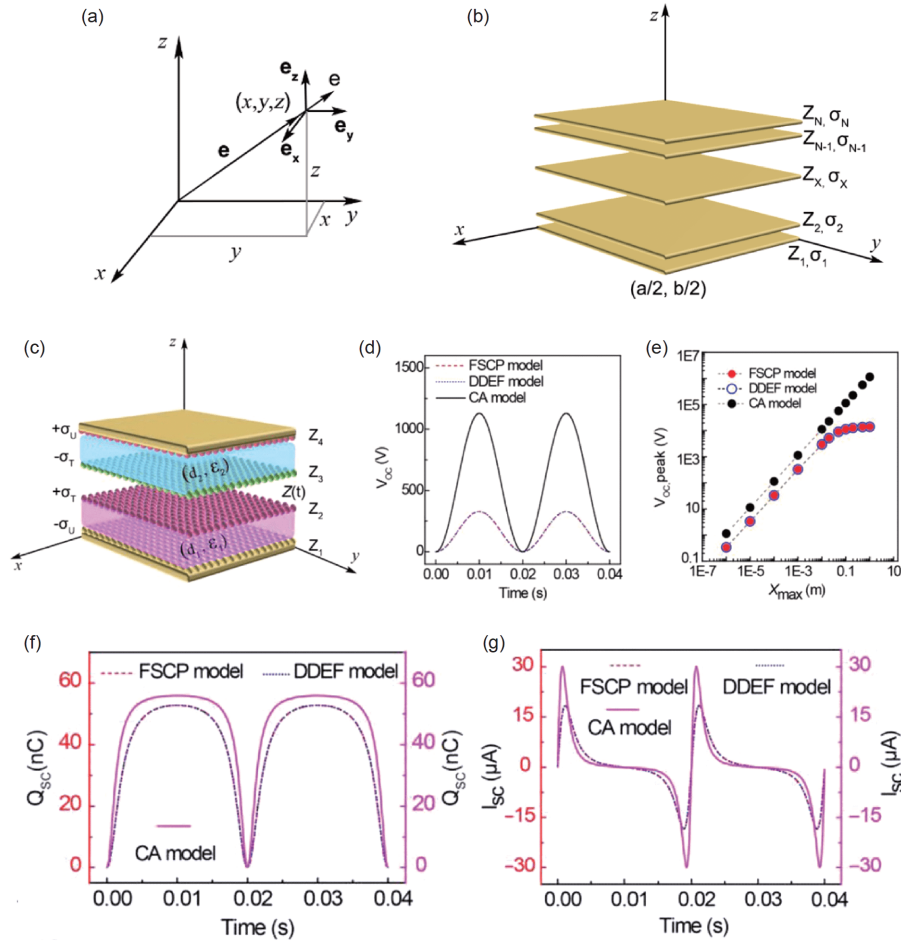 (a)
z
e_z
e
(x,y,z)
e_y
e_x
e
z
y
x
y
x
(b)
z
Z_N, σ_N
Z_N-1, σ_N-1
Z_X, σ_X
Z_2, σ_2
Z_1, σ_1
x
y
(a/2, b/2)
(c)
z
+σ_U
Z_4
-σ_T
(d_2, ε_2)
Z_3
+σ_T
Z(t)
Z_2
-σ_U
(d_1, ε_1)
Z_1
x
y
(d)
1500
FSCP model
DDEF model
CA model
1000
500
0
V_OC (V)
0.00 0.01 0.02 0.03 0.04
Time (s)
(e)
1E7
FSCP model
DDEF model
CA model
1E5
1E3
10
0.1
V_OC,peak (V)
1E-7 1E-5 1E-3 0.1 10
X_max (m)
(f)
FSCP model DDEF model
60 60
40 40
20 20
0 0
Q_SC (nC)
Q_SC (nC)
CA model
0.00 0.01 0.02 0.03 0.04
Time (s)
(g)
30 30
FSCP model DDEF model
CA model
15 15
0 0
-15 -15
-30 -30
I_SC (μA)
I_SC (μA)
0.00 0.01 0.02 0.03 0.04
Time (s)